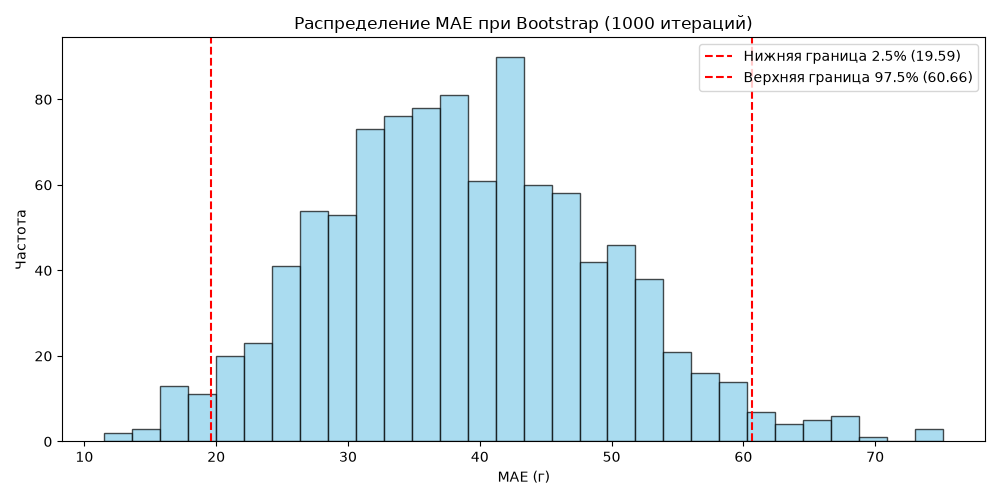 Распределение MAE при Bootstrap (1000 итераций)
Нижняя граница 2.5% (19.59)
Верхняя граница 97.5% (60.66)
Частота
80
60
40
20
0
10 20 30 40 50 60 70
MAE (г)